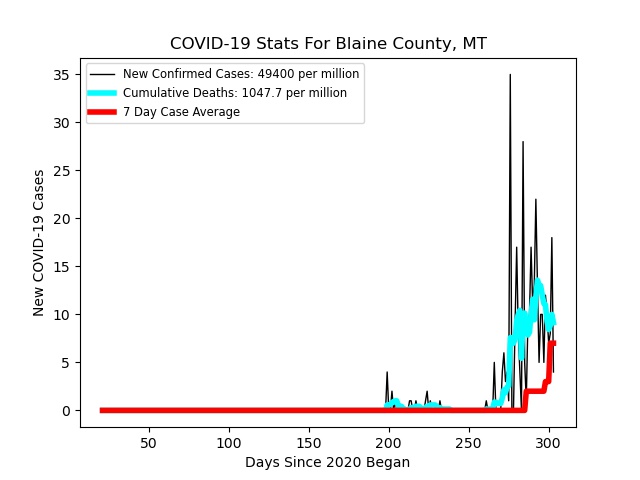 COVID-19 Stats For Blaine County, MT
New Confirmed Cases: 49400 per million
Cumulative Deaths: 1047.7 per million
7 Day Case Average
New COVID-19 Cases
35
30
25
20
15
10
5
0
50 100 150 200 250 300
Days Since 2020 Began